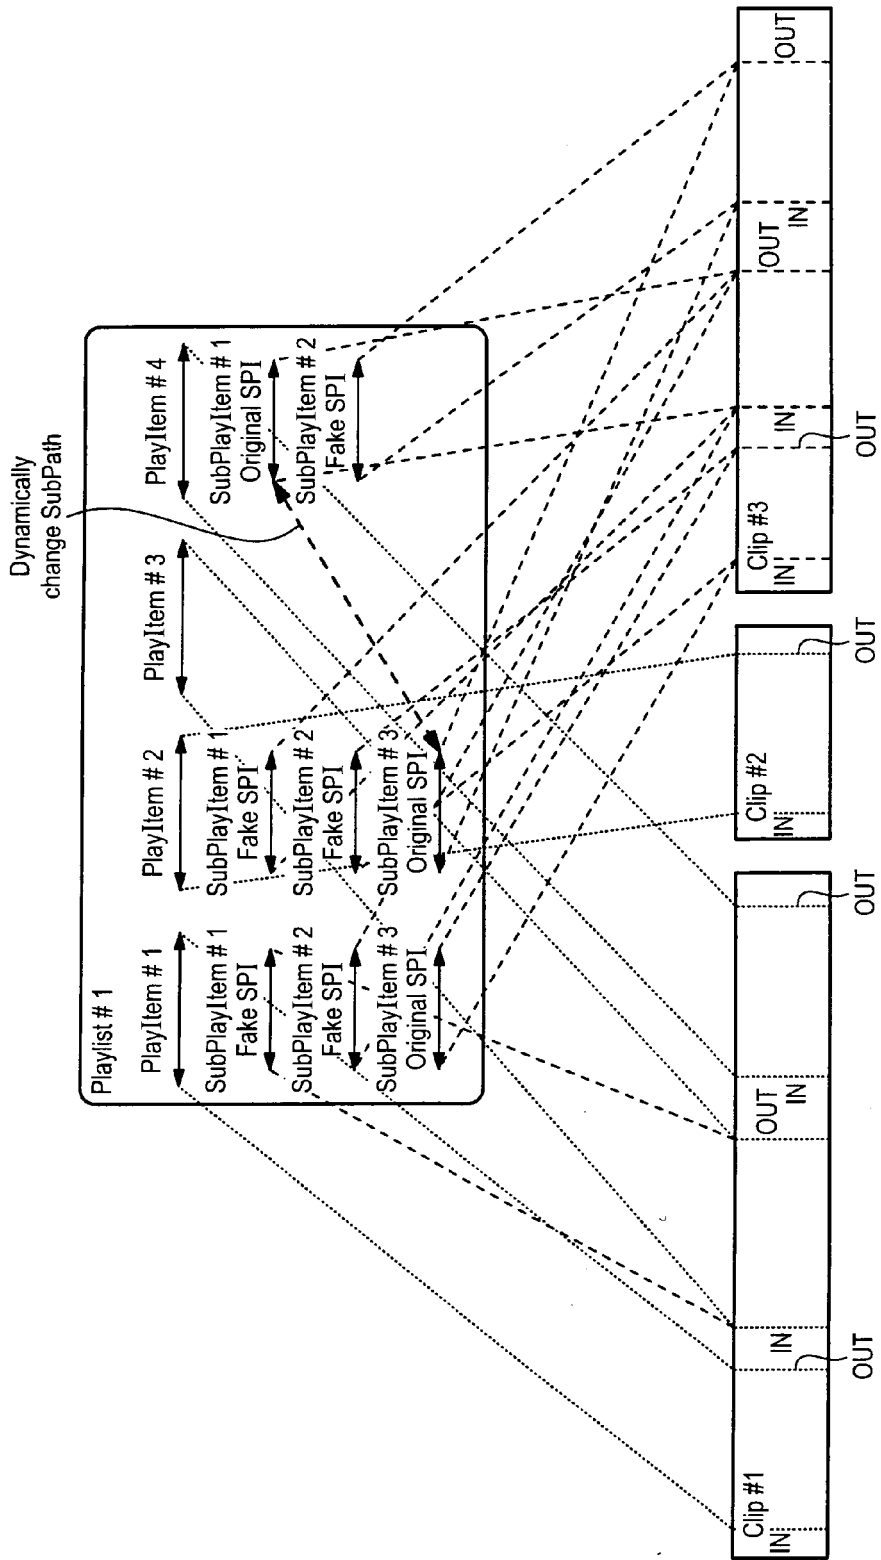 Dynamically
change SubPath
Playlist # 1
PlayItem # 1
SubPlayItem # 1
Fake SPI
SubPlayItem # 2
Fake SPI
SubPlayItem # 3
Original SPI
PlayItem # 2
SubPlayItem # 1
Fake SPI
SubPlayItem # 2
Fake SPI
SubPlayItem # 3
Original SPI
PlayItem # 3
PlayItem # 4
SubPlayItem # 1
Original SPI
SubPlayItem # 2
Fake SPI
Clip #1
IN
OUT
IN
OUT
IN
OUT
Clip #2
IN
OUT
Clip #3
IN
OUT
IN
OUT
IN
OUT